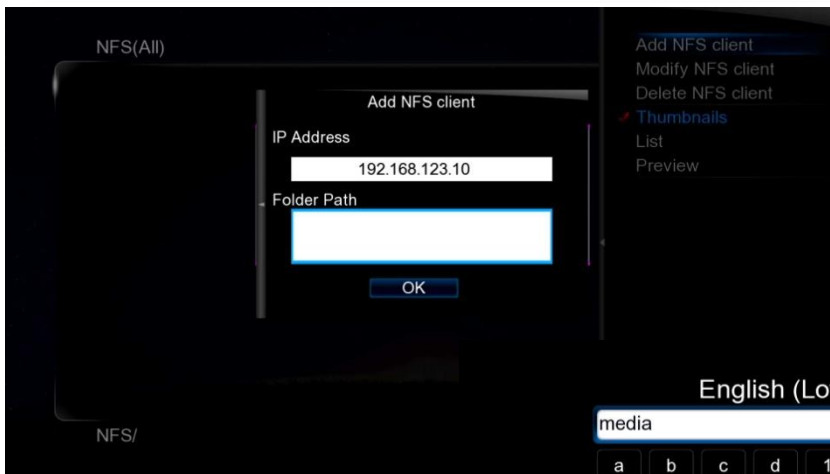 NFS(All)
Add NFS client
IP Address
192.168.123.10
Folder Path
OK
NFS/
Add NFS client
Modify NFS client
Delete NFS client
Thumbnails
List
Preview
English (Lo
media
a b c d 1